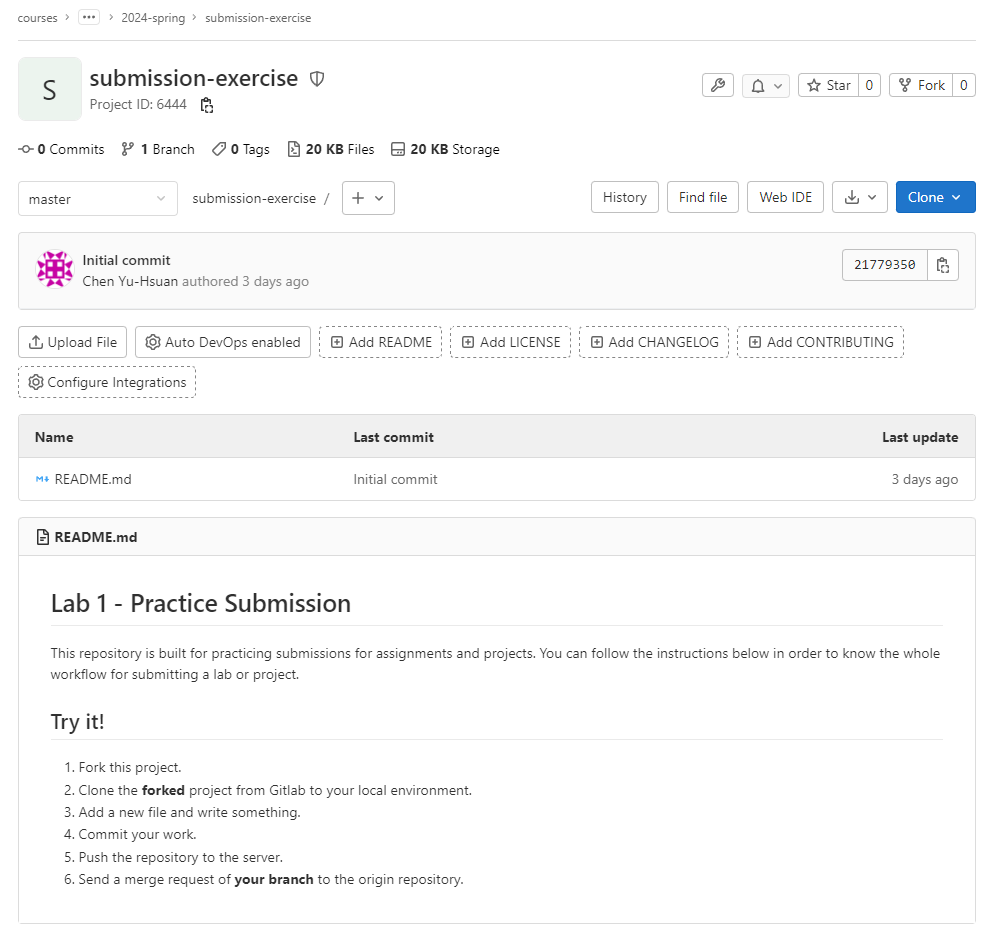 courses › ••• › 2024-spring › submission-exercise
S
submission-exercise
Project ID: 6444
Star 0
Fork 0
0 Commits 1 Branch 0 Tags 20 KB Files 20 KB Storage
master
submission-exercise /
+
History
Find file
Web IDE
Clone
Initial commit
Chen Yu-Hsuan authored 3 days ago
21779350
Upload File
Auto DevOps enabled
Add README
Add LICENSE
Add CHANGELOG
Add CONTRIBUTING
Configure Integrations
Name Last commit Last update
M+ README.md Initial commit 3 days ago
README.md
Lab 1 - Practice Submission
This repository is built for practicing submissions for assignments and projects. You can follow the instructions below in order to know the whole
workflow for submitting a lab or project.
Try it!
1. Fork this project.
2. Clone the forked project from Gitlab to your local environment.
3. Add a new file and write something.
4. Commit your work.
5. Push the repository to the server.
6. Send a merge request of your branch to the origin repository.